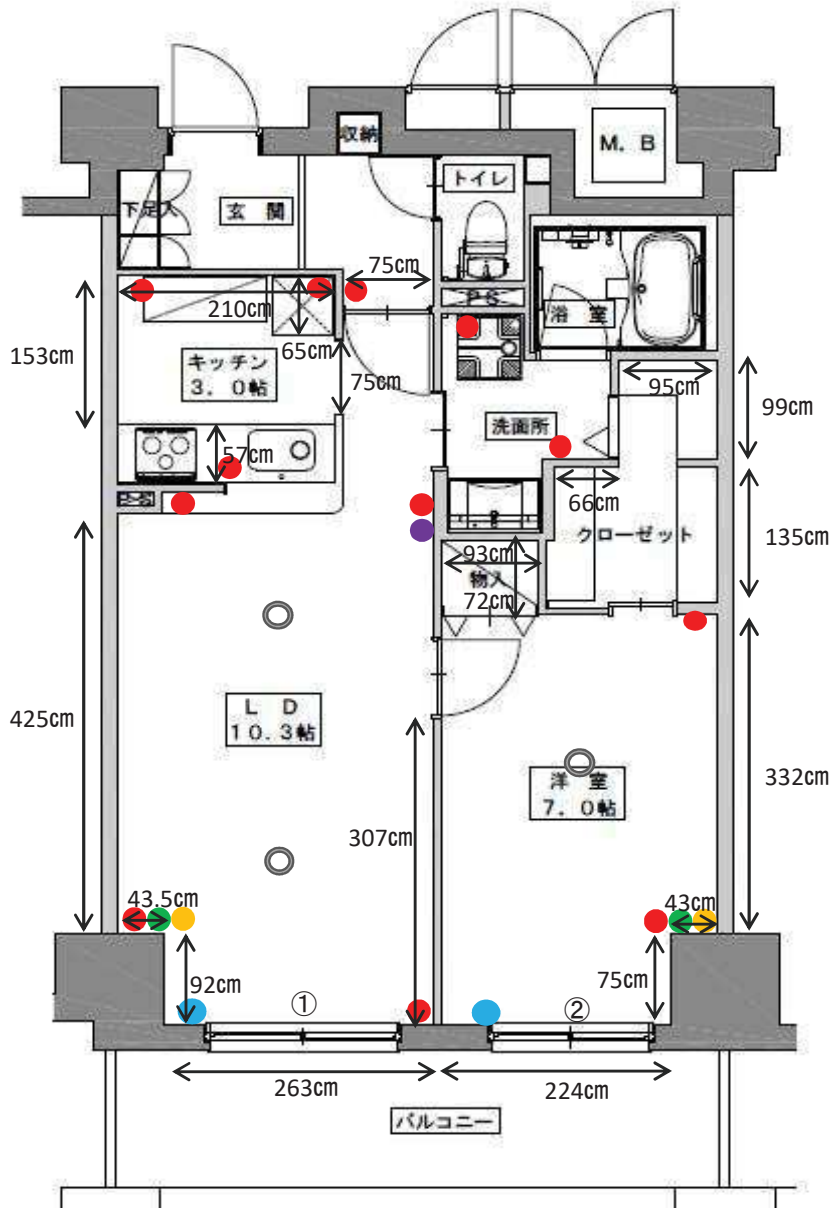 収納
M. B
トイレ
下足入
玄 関
75cm
PS
浴 室
210cm
153cm
65cm
キッチン
3. 0帖
75cm
95cm
99cm
洗面所
57cm
66cm
クローゼット
135cm
93cm
物入
72cm
425cm
L D
10. 3帖
洋 室
7. 0帖
332cm
307cm
43.5cm
43cm
92cm
75cm
①
②
263cm
224cm
バルコニー